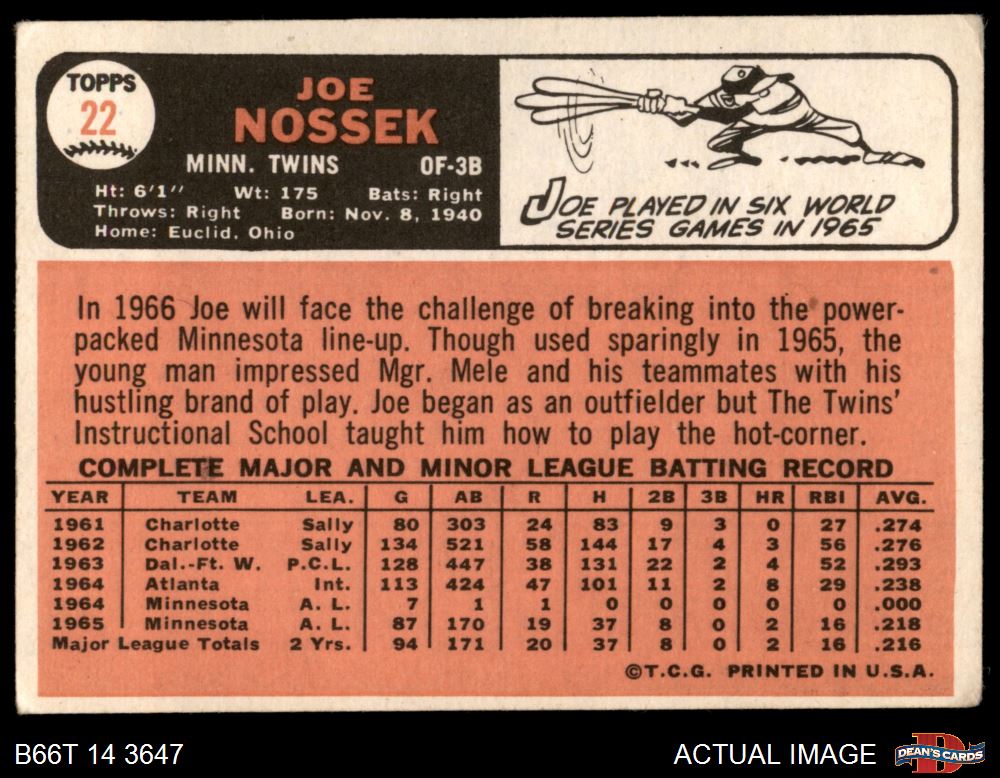 TOPPS
22
JOE
NOSSEK
MINN. TWINS OF-3B
Ht: 6'1" Wt: 175 Bats: Right
Throws: Right Born: Nov. 8, 1940
Home: Euclid, Ohio
JOE PLAYED IN SIX WORLD
SERIES GAMES IN 1965
In 1966 Joe will face the challenge of breaking into the power-
packed Minnesota line-up. Though used sparingly in 1965, the
young man impressed Mgr. Mele and his teammates with his
hustling brand of play. Joe began as an outfielder but The Twins'
Instructional School taught him how to play the hot-corner.
COMPLETE MAJOR AND MINOR LEAGUE BATTING RECORD
YEAR TEAM LEA. G AB R H 2B 3B HR RBI AVG.
1961 Charlotte Sally 80 303 24 83 9 3 0 27 .274
1962 Charlotte Sally 134 521 58 144 17 4 3 56 .276
1963 Dal.-Ft. W. P.C.L. 128 447 38 131 22 2 4 52 .293
1964 Atlanta Int. 113 424 47 101 11 2 8 29 .238
1964 Minnesota A. L. 7 1 1 0 0 0 0 0 .000
1965 Minnesota A. L. 87 170 19 37 8 0 2 16 .218
Major League Totals 2 Yrs. 94 171 20 37 8 0 2 16 .216
©T.C.G. PRINTED IN U.S.A.
B66T 14 3647 ACTUAL IMAGE DEAN'S CARDS